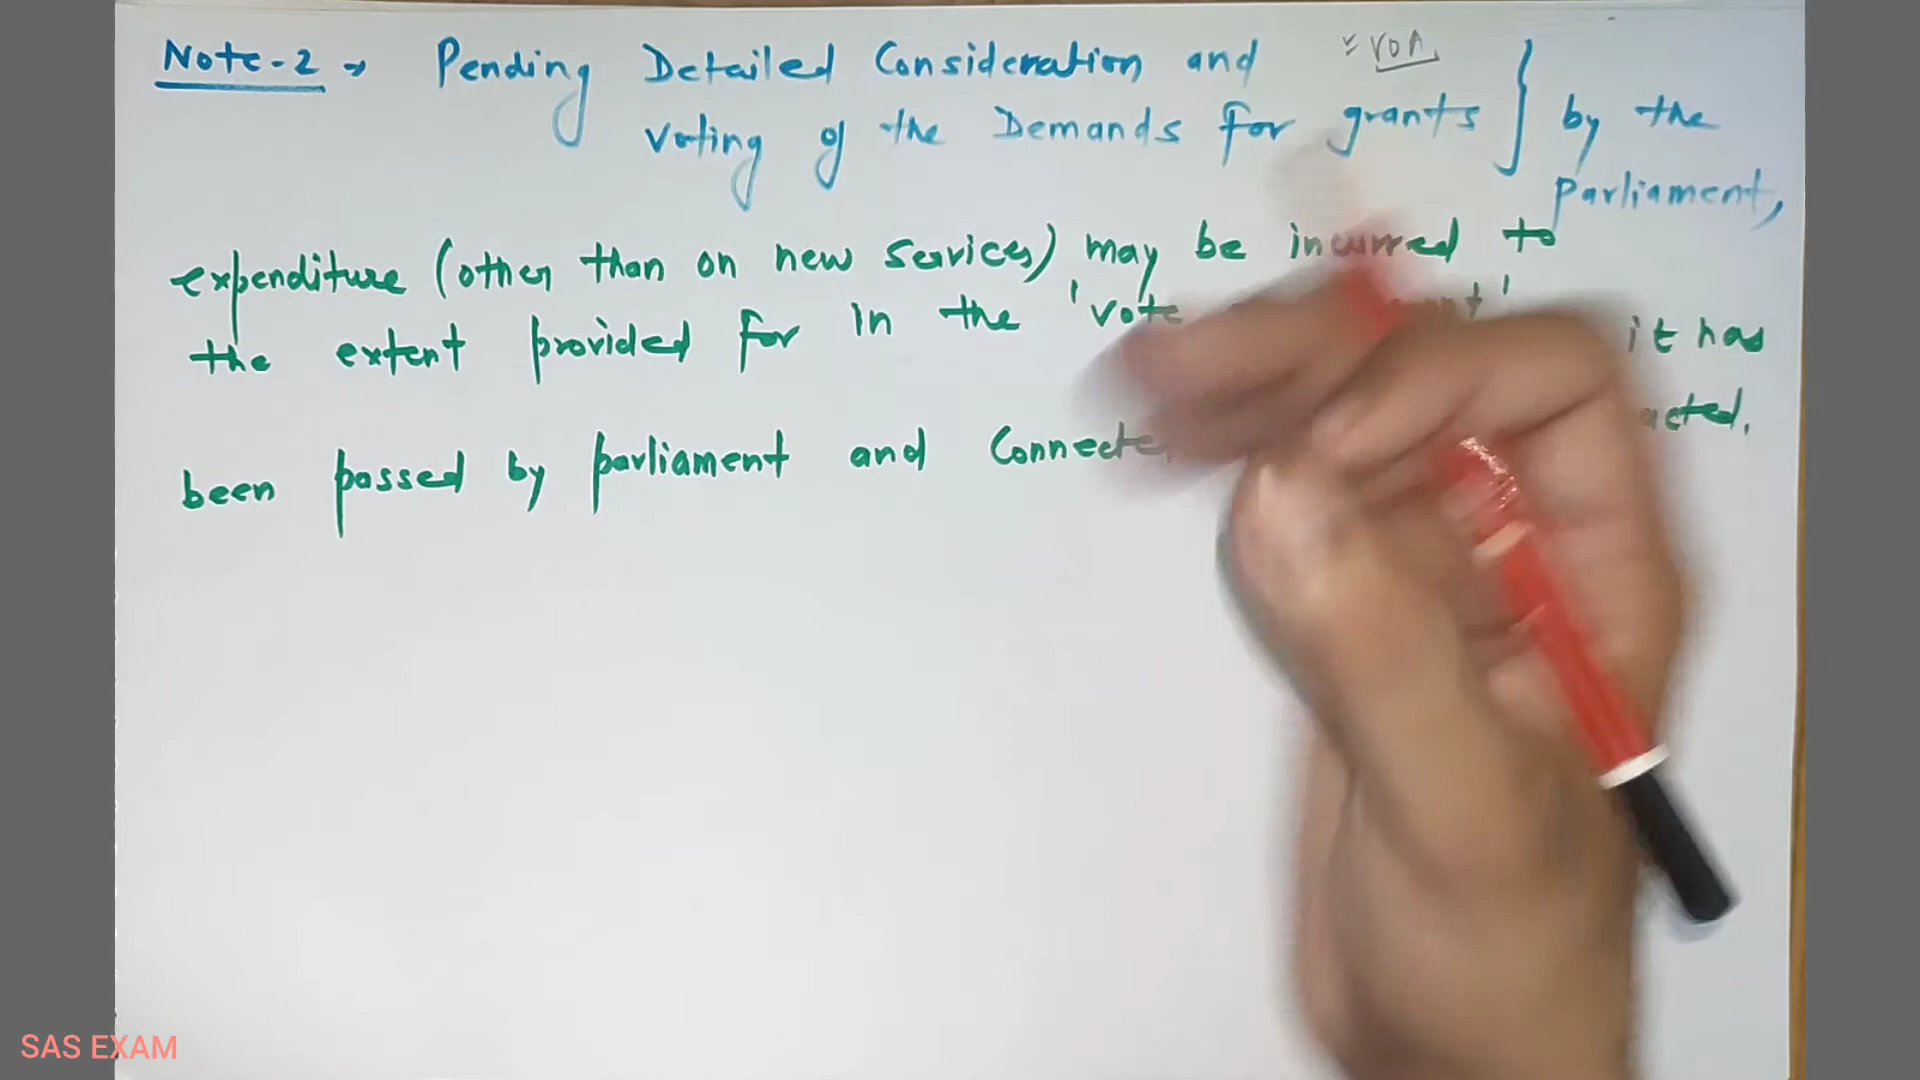 Note-2 → Pending Detailed Consideration and = VOA
voting of the Demands for grants } by the
Parliament,
expenditure (other than on new services) may be incurred to
the extent provided for in the 'vote it has
been passed by parliament and
SAS EXAM